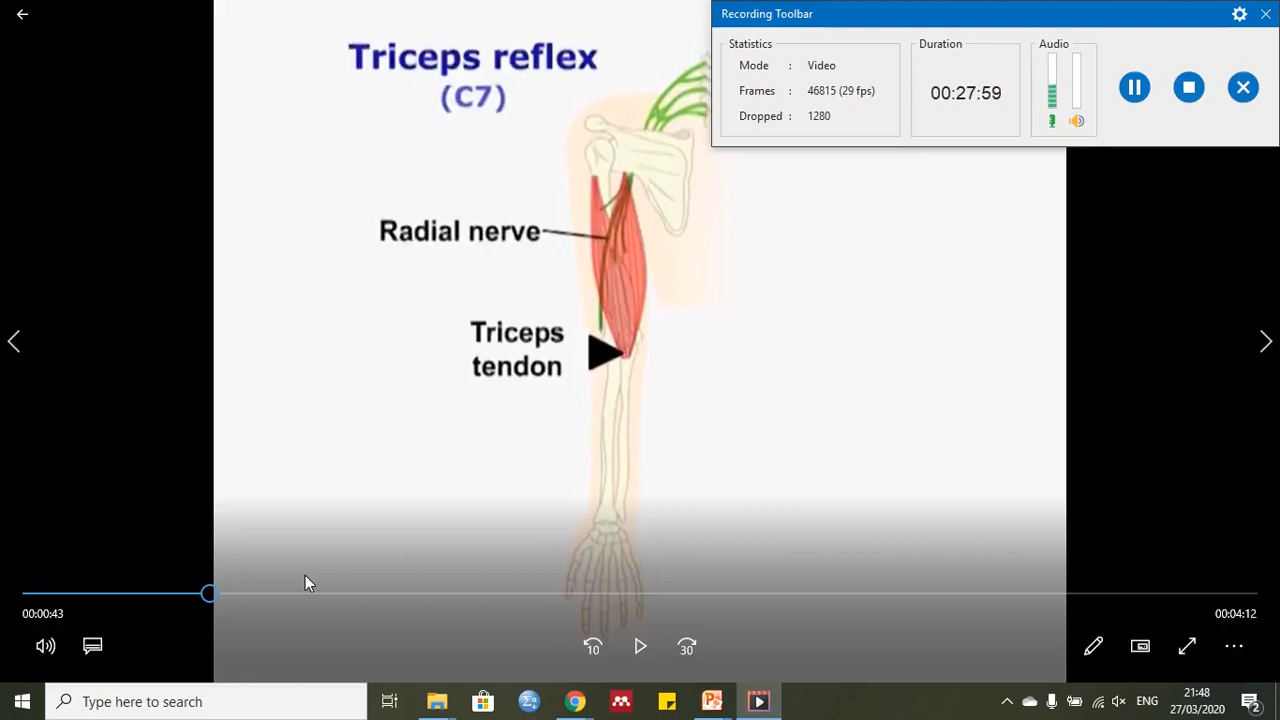 Recording Toolbar
Statistics
Mode : Video
Frames : 46815 (29 fps)
Dropped : 1280
Duration
00:27:59
Audio
Triceps reflex
(C7)
Radial nerve
Triceps
tendon
00:00:43
00:04:12
10
30
Type here to search
ENG
21:48
27/03/2020
2